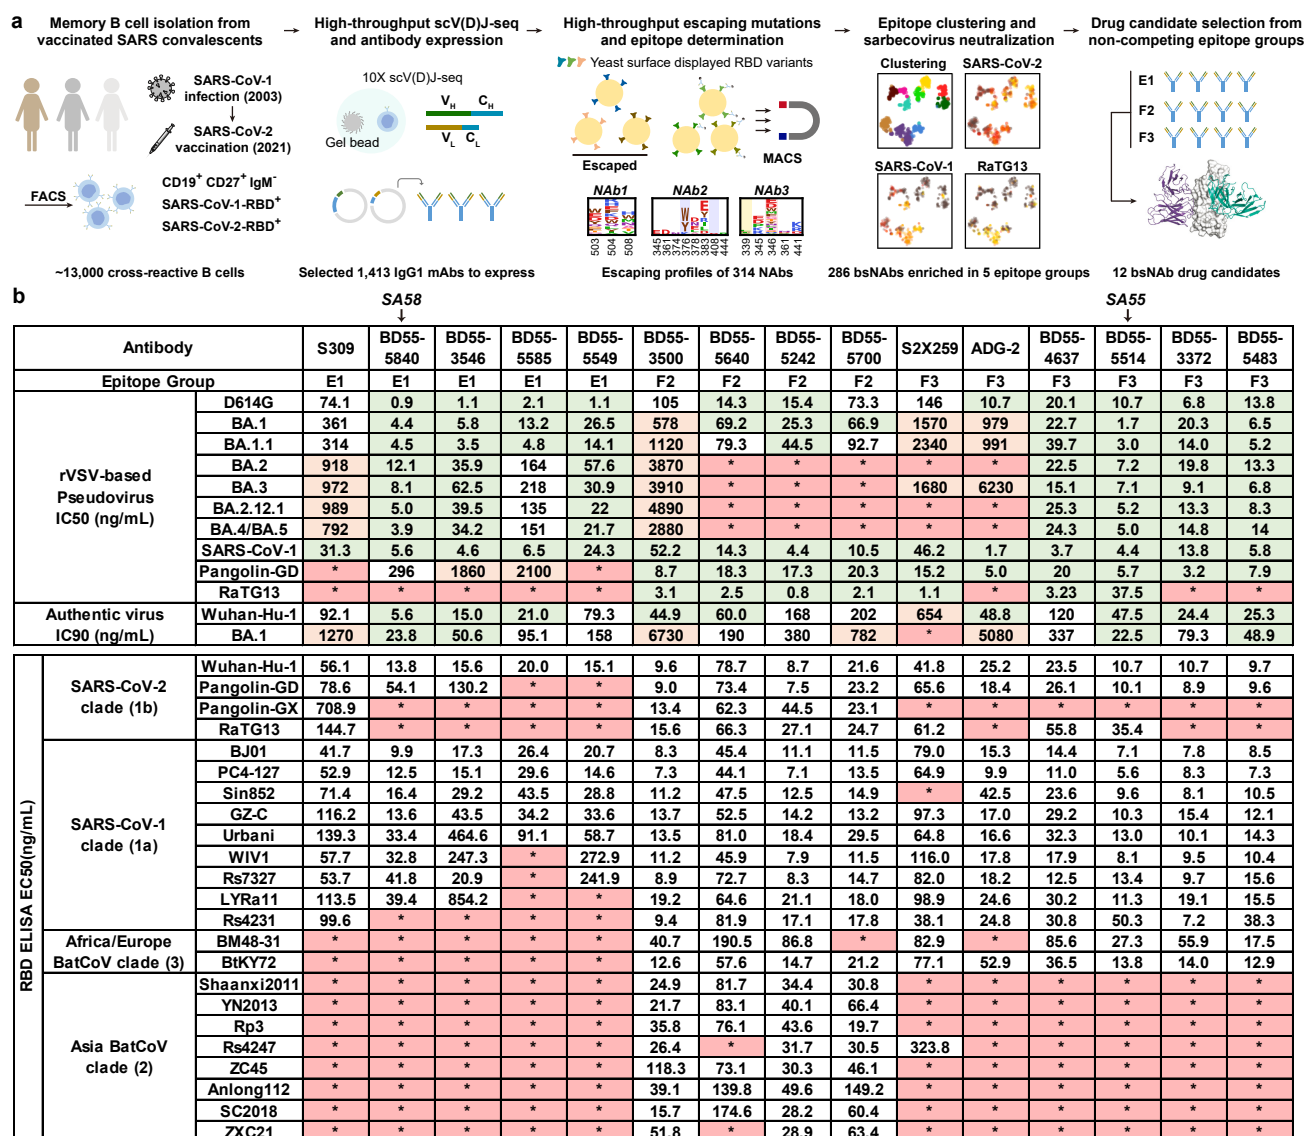 a
Memory B cell isolation from vaccinated SARS convalescents
High-throughput scV(D)J-seq and antibody expression
High-throughput escaping mutations and epitope determination
Epitope clustering and sarbecovirus neutralization
Drug candidate selection from non-competing epitope groups
SARS-CoV-1 infection (2003)
SARS-CoV-2 vaccination (2021)
FACS
CD19+ CD27+ IgM-
SARS-CoV-1-RBD+
SARS-CoV-2-RBD+
~13,000 cross-reactive B cells
10X scV(D)J-seq
Gel bead
VH CH
VL CL
Selected 1,413 IgG1 mAbs to express
Yeast surface displayed RBD variants
Escaped
MACS
NAb1 NAb2 NAb3
503 504 508
345 361 374 376 378 383 408 444
339 345 346 361 441
Escaping profiles of 314 NAbs
Clustering SARS-CoV-2
SARS-CoV-1 RaTG13
286 bsNAbs enriched in 5 epitope groups
E1
F2
F3
12 bsNAb drug candidates
b
SA58 SA55
Antibody S309 BD55-5840 BD55-3546 BD55-5585 BD55-5549 BD55-3500 BD55-5640 BD55-5242 BD55-5700 S2X259 ADG-2 BD55-4637 BD55-5514 BD55-3372 BD55-5483
Epitope Group E1 E1 E1 E1 E1 F2 F2 F2 F2 F3 F3 F3 F3 F3 F3
rVSV-based Pseudovirus IC50 (ng/mL)
D614G 74.1 0.9 1.1 2.1 1.1 105 14.3 15.4 73.3 146 10.7 20.1 10.7 6.8 13.8
BA.1 361 4.4 5.8 13.2 26.5 578 69.2 25.3 66.9 1570 979 22.7 1.7 20.3 6.5
BA.1.1 314 4.5 3.5 4.8 14.1 1120 79.3 44.5 92.7 2340 991 39.7 3.0 14.0 5.2
BA.2 918 12.1 35.9 164 57.6 3870 * * * * * 22.5 7.2 19.8 13.3
BA.3 972 8.1 62.5 218 30.9 3910 * * * 1680 6230 15.1 7.1 9.1 6.8
BA.2.12.1 989 5.0 39.5 135 22 4890 * * * * * 25.3 5.2 13.3 8.3
BA.4/BA.5 792 3.9 34.2 151 21.7 2880 * * * * * 24.3 5.0 14.8 14
SARS-CoV-1 31.3 5.6 4.6 6.5 24.3 52.2 14.3 4.4 10.5 46.2 1.7 3.7 4.4 13.8 5.8
Pangolin-GD * 296 1860 2100 * 8.7 18.3 17.3 20.3 15.2 5.0 20 5.7 3.2 7.9
RaTG13 * * * * * 3.1 2.5 0.8 2.1 1.1 * 3.23 37.5 * *
Authentic virus IC90 (ng/mL)
Wuhan-Hu-1 92.1 5.6 15.0 21.0 79.3 44.9 60.0 168 202 654 48.8 120 47.5 24.4 25.3
BA.1 1270 23.8 50.6 95.1 158 6730 190 380 782 * 5080 337 22.5 79.3 48.9
RBD ELISA EC50(ng/mL)
SARS-CoV-2 clade (1b)
Wuhan-Hu-1 56.1 13.8 15.6 20.0 15.1 9.6 78.7 8.7 21.6 41.8 25.2 23.5 10.7 10.7 9.7
Pangolin-GD 78.6 54.1 130.2 * * 9.0 73.4 7.5 23.2 65.6 18.4 26.1 10.1 8.9 9.6
Pangolin-GX 708.9 * * * * 13.4 62.3 44.5 23.1 * * * * * *
RaTG13 144.7 * * * * 15.6 66.3 27.1 24.7 61.2 * 55.8 35.4 * *
SARS-CoV-1 clade (1a)
BJ01 41.7 9.9 17.3 26.4 20.7 8.3 45.4 11.1 11.5 79.0 15.3 14.4 7.1 7.8 8.5
PC4-127 52.9 12.5 15.1 29.6 14.6 7.3 44.1 7.1 13.5 64.9 9.9 11.0 5.6 8.3 7.3
Sin852 71.4 16.4 29.2 43.5 28.8 11.2 47.5 12.5 14.9 * 42.5 23.6 9.6 8.1 10.5
GZ-C 116.2 13.6 43.5 34.2 33.6 13.7 52.5 14.2 13.2 97.3 17.0 29.2 10.3 15.4 12.1
Urbani 139.3 33.4 464.6 91.1 58.7 13.5 81.0 18.4 29.5 64.8 16.6 32.3 13.0 10.1 14.3
WIV1 57.7 32.8 247.3 * 272.9 11.2 45.9 7.9 11.5 116.0 17.8 17.9 8.1 9.5 10.4
Rs7327 53.7 41.8 20.9 * 241.9 8.9 72.7 8.3 14.7 82.0 18.2 12.5 13.4 9.7 15.6
LYRa11 113.5 39.4 854.2 * * 19.2 64.6 21.1 18.0 98.9 24.6 30.2 11.3 19.1 15.5
Rs4231 99.6 * * * * 9.4 81.9 17.1 17.8 38.1 24.8 30.8 50.3 7.2 38.3
Africa/Europe BatCoV clade (3)
BM48-31 * * * * * 40.7 190.5 86.8 * 82.9 * 85.6 27.3 55.9 17.5
BtKY72 * * * * * 12.6 57.6 14.7 21.2 77.1 52.9 36.5 13.8 14.0 12.9
Asia BatCoV clade (2)
Shaanxi2011 * * * * * 24.9 81.7 34.4 30.8 * * * * * *
YN2013 * * * * * 21.7 83.1 40.1 66.4 * * * * * *
Rp3 * * * * * 35.8 76.1 43.6 19.7 * * * * * *
Rs4247 * * * * * 26.4 * 31.7 30.5 323.8 * * * * *
ZC45 * * * * * 118.3 73.1 30.3 46.1 * * * * * *
Anlong112 * * * * * 39.1 139.8 49.6 149.2 * * * * * *
SC2018 * * * * * 15.7 174.6 28.2 60.4 * * * * * *
ZXC21 * * * * * 51.8 * 28.9 63.4 * * * * * *